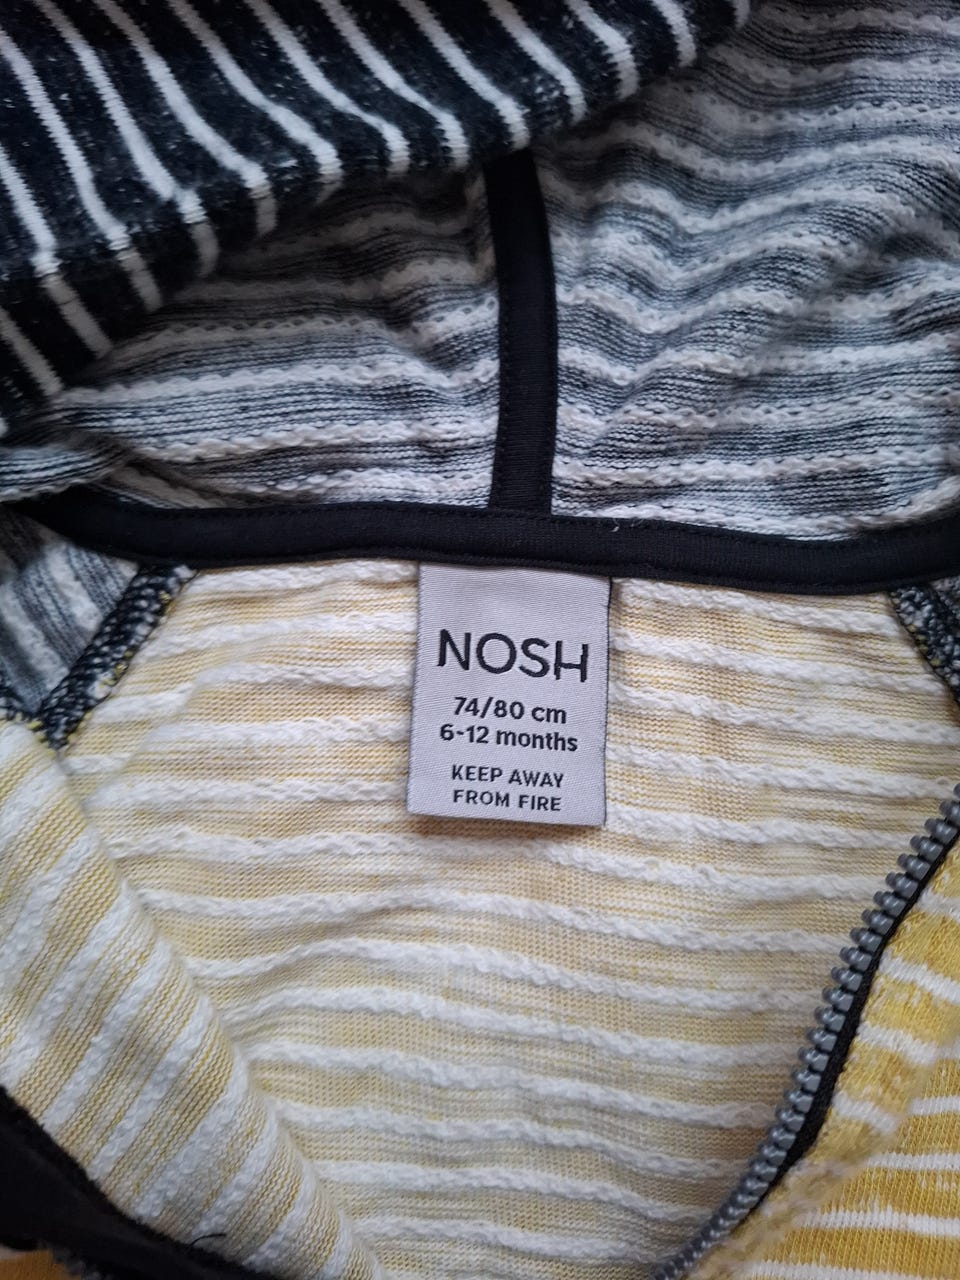 NOSH
74/80 cm
6-12 months
KEEP AWAY
FROM FIRE